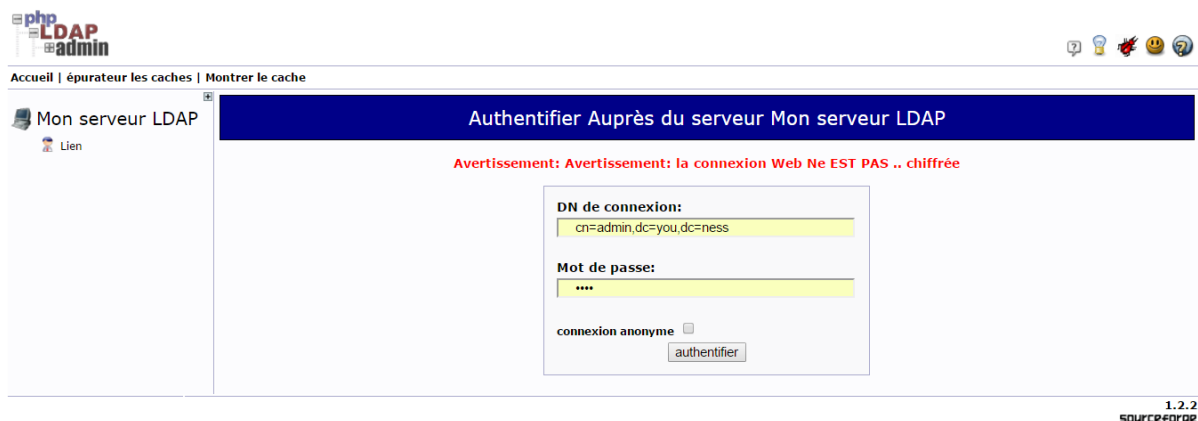 php
LDAP
admin
Accueil | épurateur les caches | Montrer le cache
Mon serveur LDAP
Lien
Authentifier Auprès du serveur Mon serveur LDAP
Avertissement: Avertissement: la connexion Web Ne EST PAS .. chiffrée
DN de connexion:
cn=admin,dc=you,dc=ness
Mot de passe:
••••
connexion anonyme
authentifier
1.2.2
sourceforge